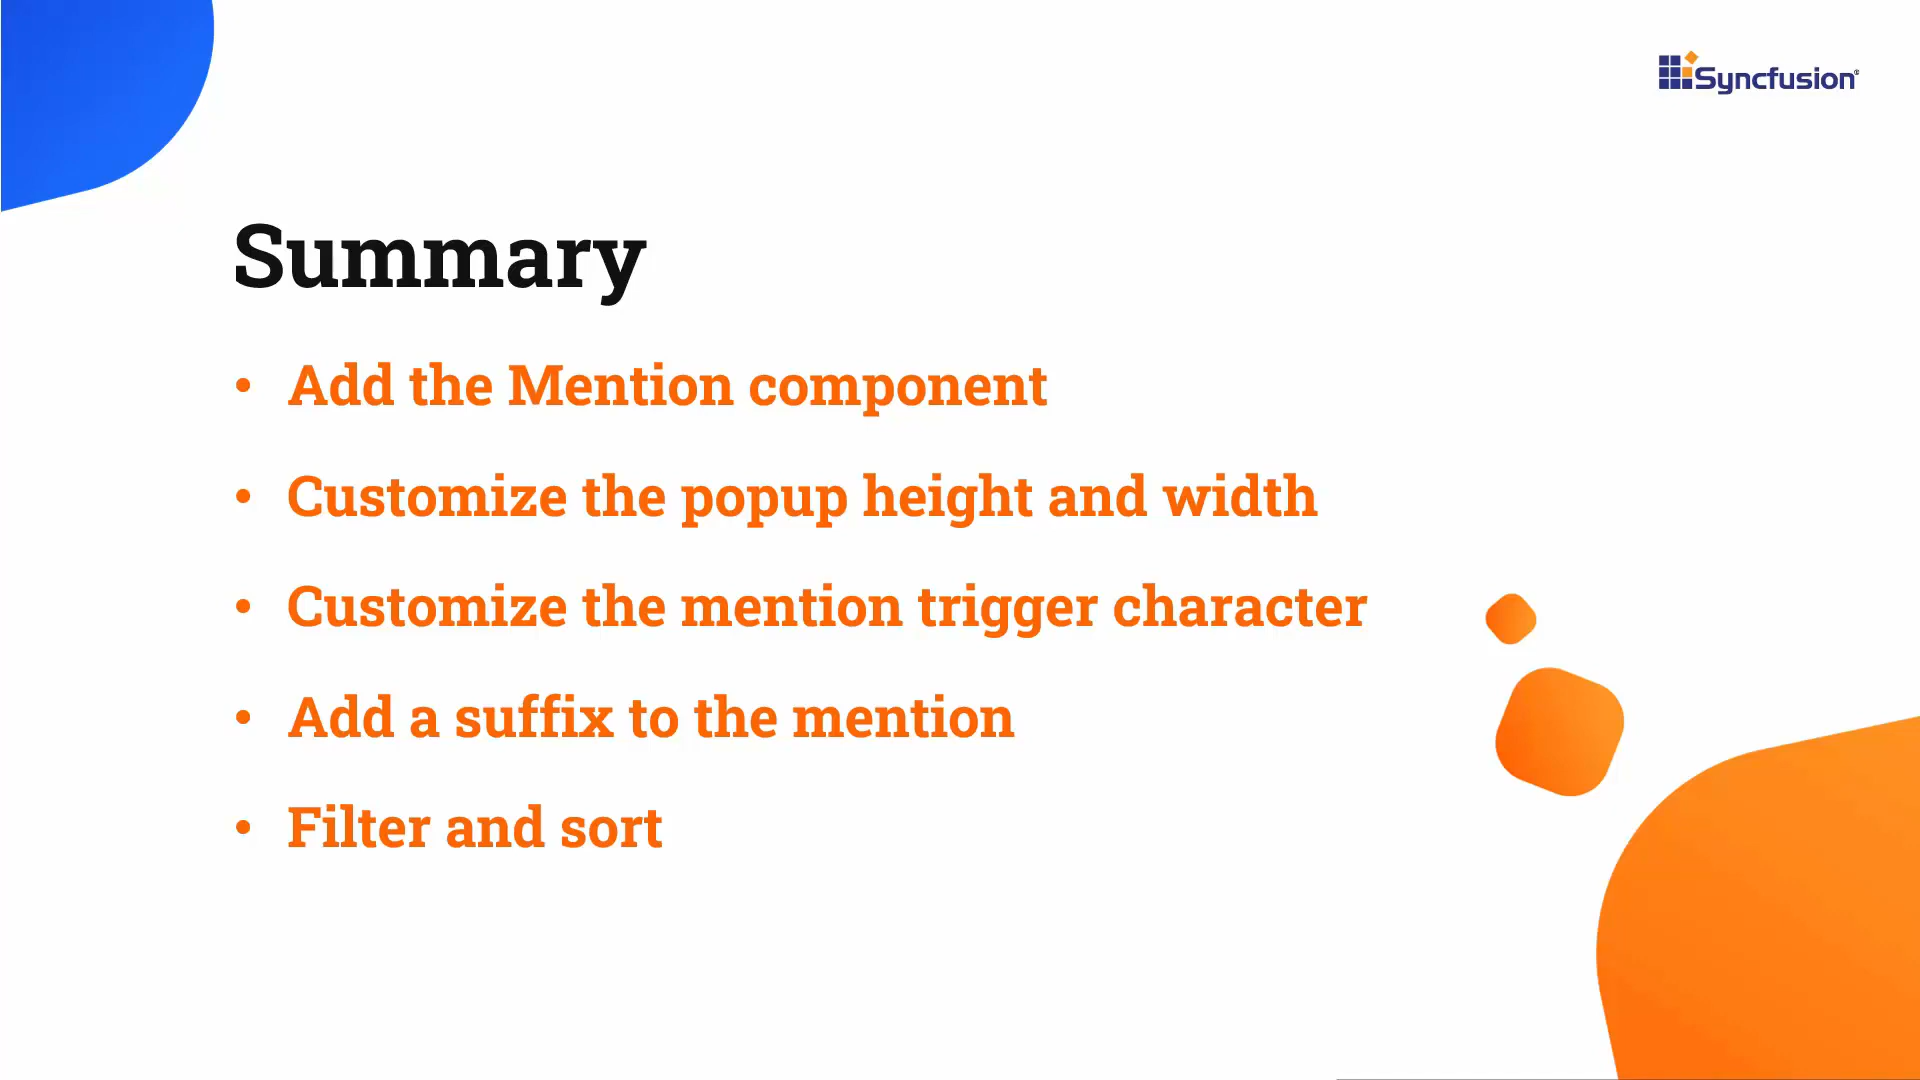 Syncfusion®
Summary
• Add the Mention component
• Customize the popup height and width
• Customize the mention trigger character
• Add a suffix to the mention
• Filter and sort